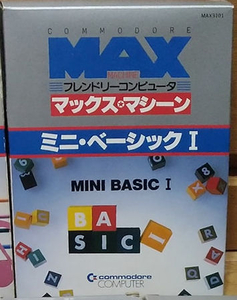 MAX5701
COMMODORE
MAX
MACHINE
フレンドリーコンピュータ
マックス・マシーン
ミニ・ベーシックⅠ
MINI BASIC I
BA
SIC I
commodore
COMPUTER